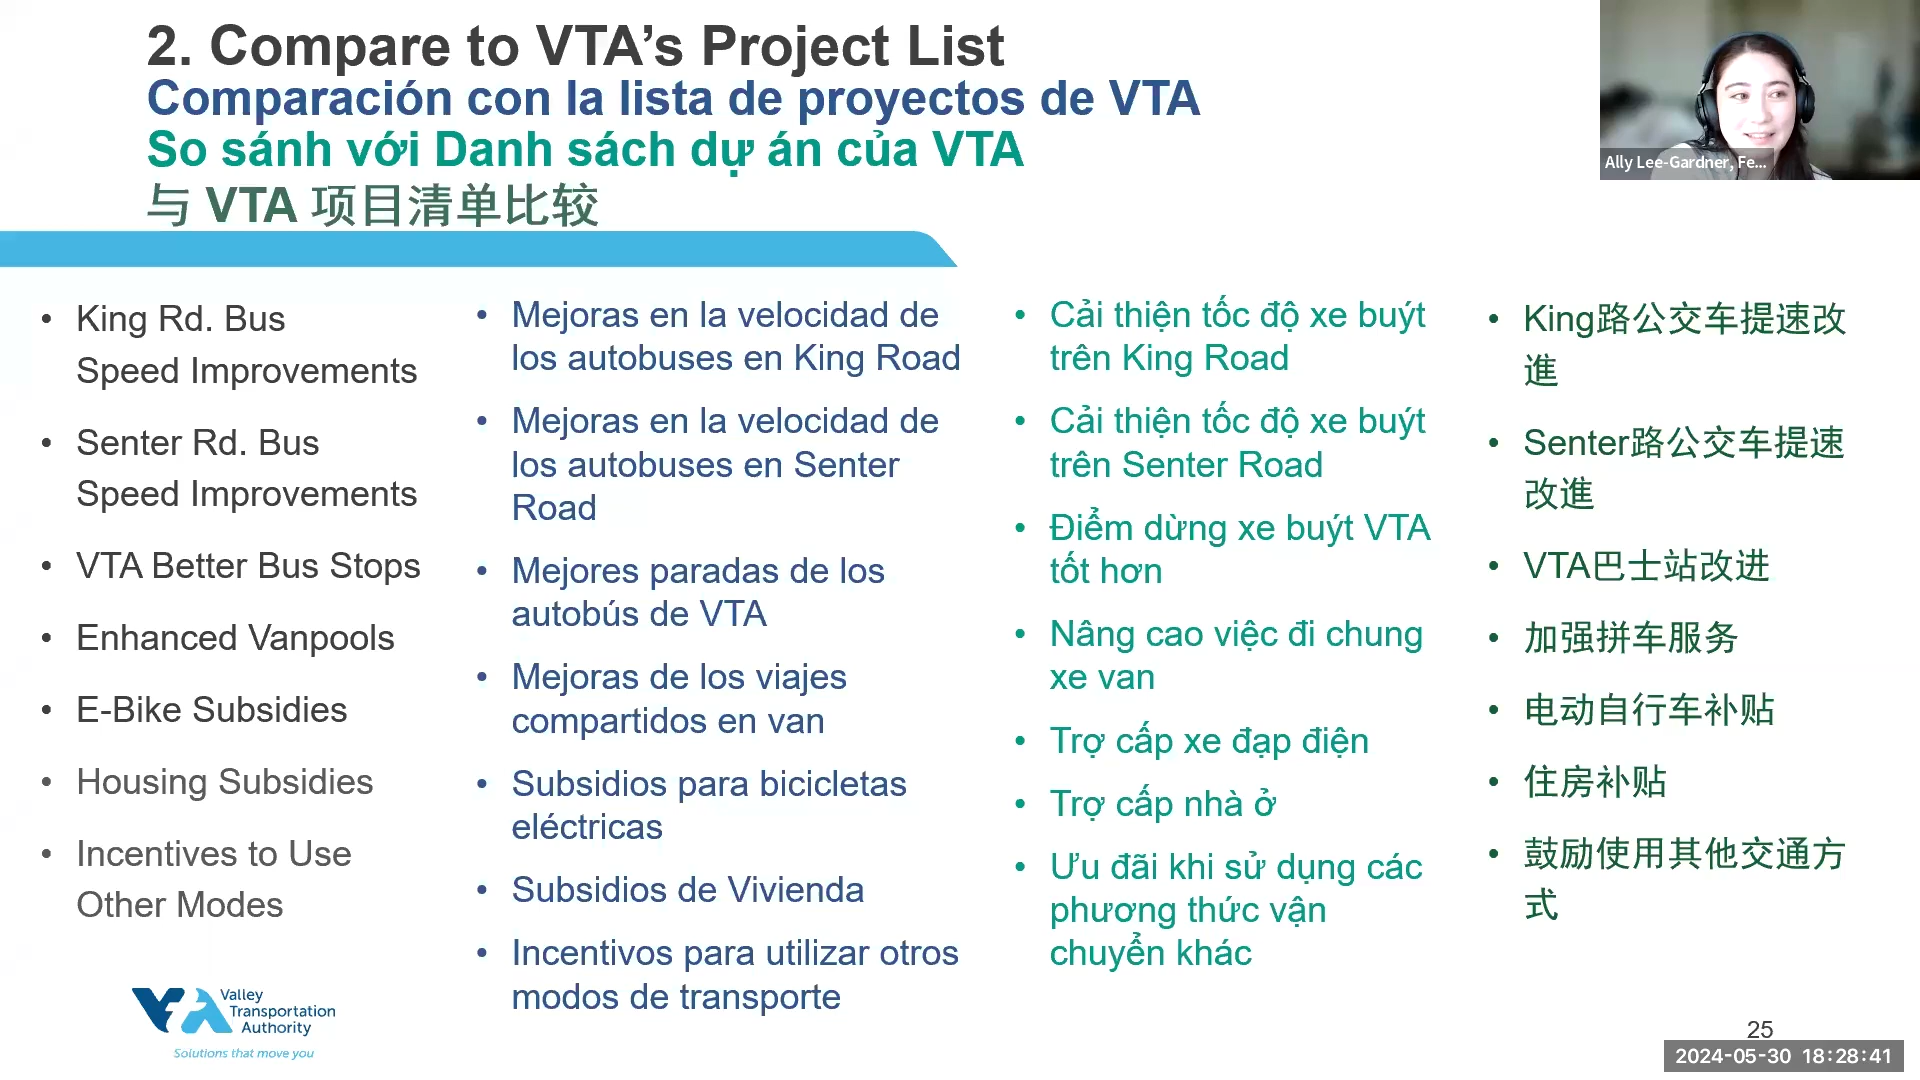 2. Compare to VTA’s Project List
Comparación con la lista de proyectos de VTA
So sánh với Danh sách dự án của VTA
与 VTA 项目清单比较
Ally Lee-Gardner, Fe...
• King Rd. Bus
Speed Improvements
• Senter Rd. Bus
Speed Improvements
• VTA Better Bus Stops
• Enhanced Vanpools
• E-Bike Subsidies
• Housing Subsidies
• Incentives to Use
Other Modes
• Mejoras en la velocidad de
los autobuses en King Road
• Mejoras en la velocidad de
los autobuses en Senter
Road
• Mejores paradas de los
autobús de VTA
• Mejoras de los viajes
compartidos en van
• Subsidios para bicicletas
eléctricas
• Subsidios de Vivienda
• Incentivos para utilizar otros
modos de transporte
• Cải thiện tốc độ xe buýt
trên King Road
• Cải thiện tốc độ xe buýt
trên Senter Road
• Điểm dừng xe buýt VTA
tốt hơn
• Nâng cao việc đi chung
xe van
• Trợ cấp xe đạp điện
• Trợ cấp nhà ở
• Ưu đãi khi sử dụng các
phương thức vận
chuyển khác
• King路公交车提速改
進
• Senter路公交车提速
改進
• VTA巴士站改进
• 加强拼车服务
• 电动自行车补贴
• 住房补贴
• 鼓励使用其他交通方
式
VTA
Valley
Transportation
Authority
Solutions that move you
25
2024-05-30 18:28:41